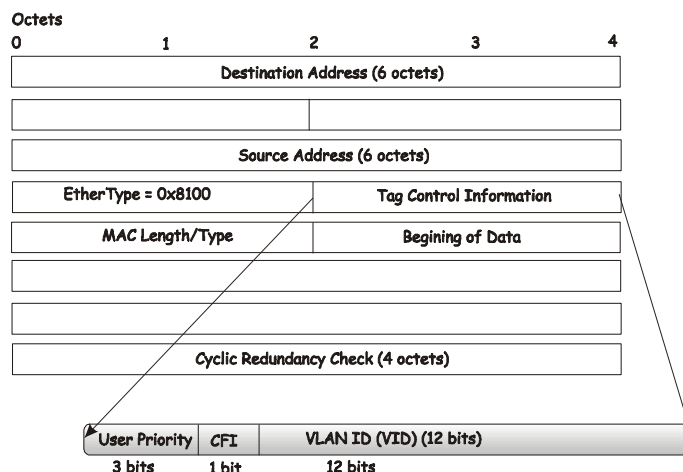 Octets
0 1 2 3 4
Destination Address (6 octets)
Source Address (6 octets)
EtherType = 0x8100 Tag Control Information
MAC Length/Type Begining of Data
Cyclic Redundancy Check (4 octets)
User Priority CFI VLAN ID (VID) (12 bits)
3 bits 1 bit 12 bits